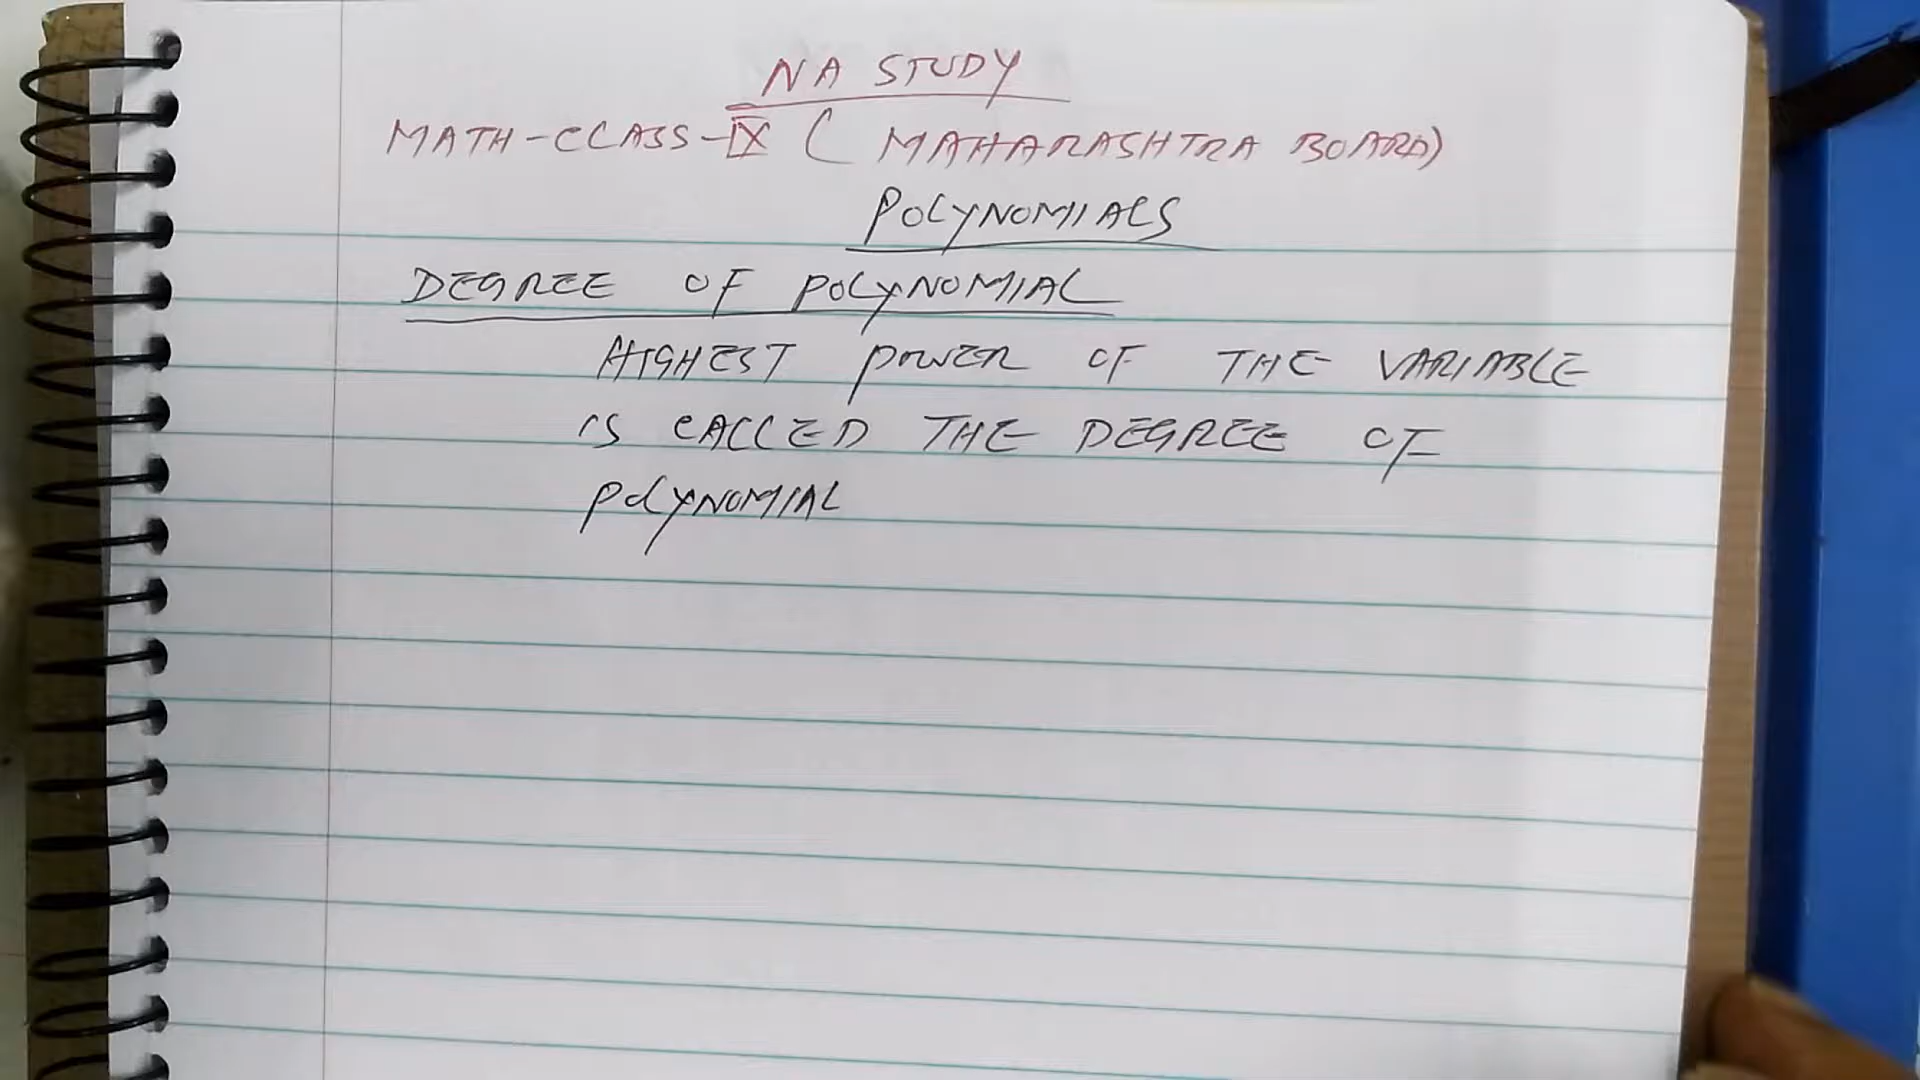 NA STUDY
MATH-CLASS-IX ( MAHARASHTRA BOARD)
POLYNOMIALS
DEGREE OF POLYNOMIAL
HIGHEST POWER OF THE VARIABLE
IS CALLED THE DEGREE OF
POLYNOMIAL